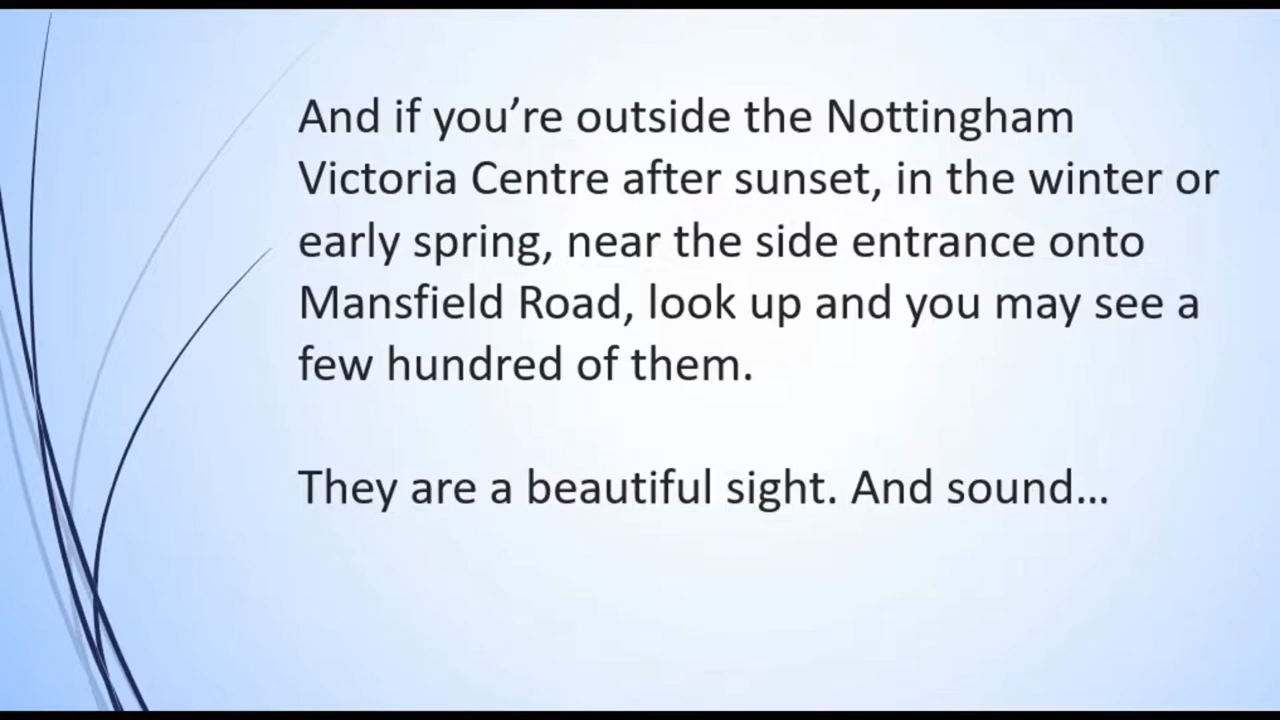 And if you’re outside the Nottingham
Victoria Centre after sunset, in the winter or
early spring, near the side entrance onto
Mansfield Road, look up and you may see a
few hundred of them.
They are a beautiful sight. And sound…